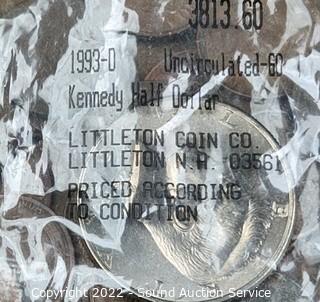 3813.60
1993-D Uncirculated-60
Kennedy Half Dollar
LITTLETON COIN CO.
LITTLETON N.H. 03561
PRICED ACCORDING
TO CONDITION
Copyright 2022 - Sound Auction Service